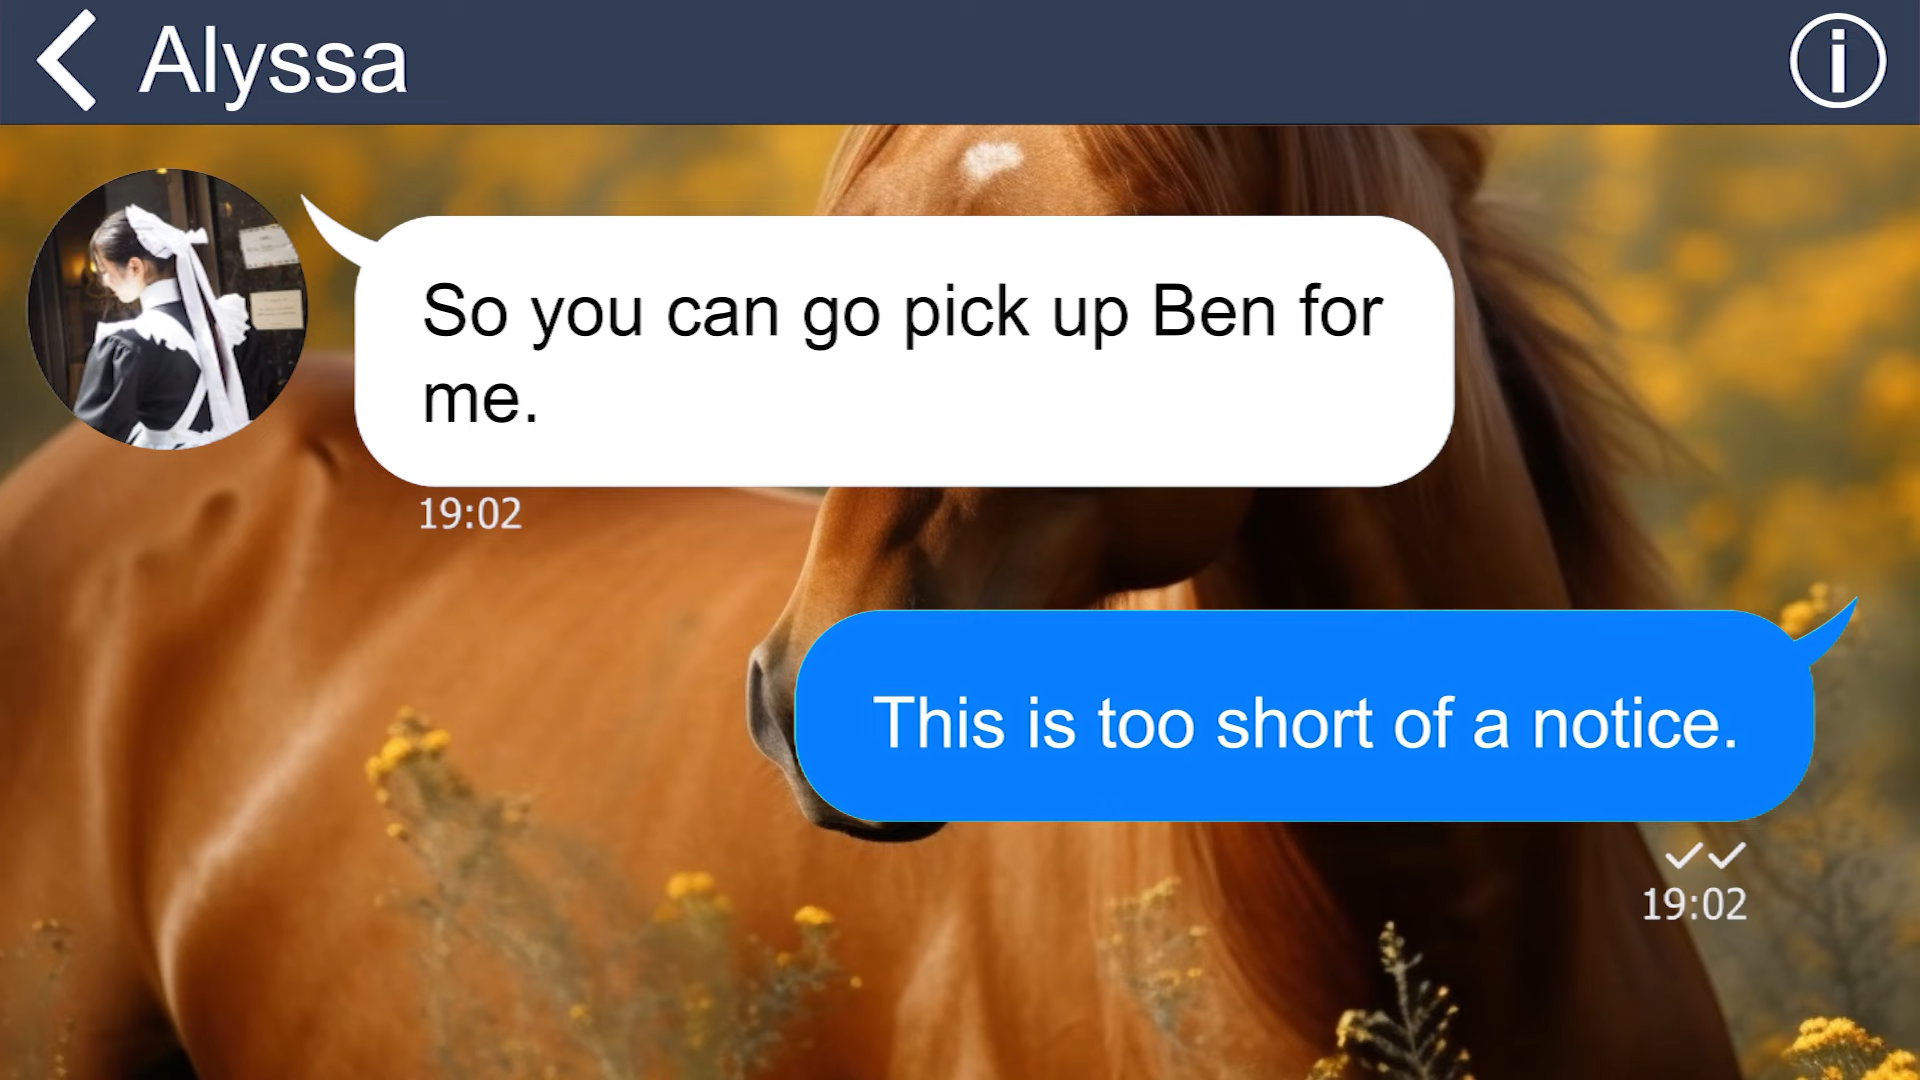 Alyssa
So you can go pick up Ben for
me.
19:02
This is too short of a notice.
19:02